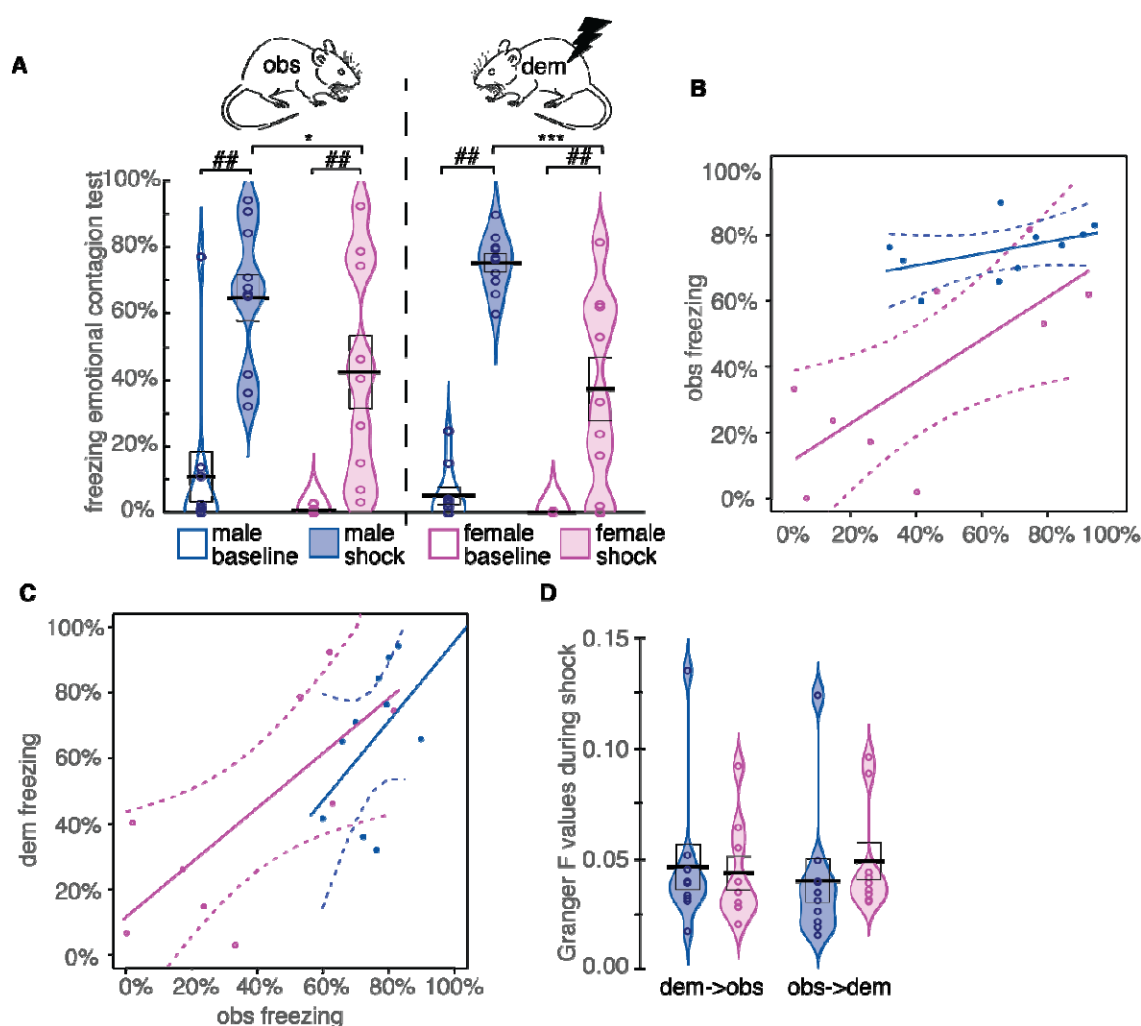 A
obs
dem
B
*
***
##
##
##
##
freezing emotional contagion test
100%
80%
60%
40%
20%
0%
male baseline
male shock
female baseline
female shock
obs freezing
100%
80%
60%
40%
20%
0%
0%
20%
40%
60%
80%
100%
C
dem freezing
100%
80%
60%
40%
20%
0%
0%
20%
40%
60%
80%
100%
obs freezing
D
Granger F values during shock
0.15
0.10
0.05
0.00
dem->obs
obs->dem